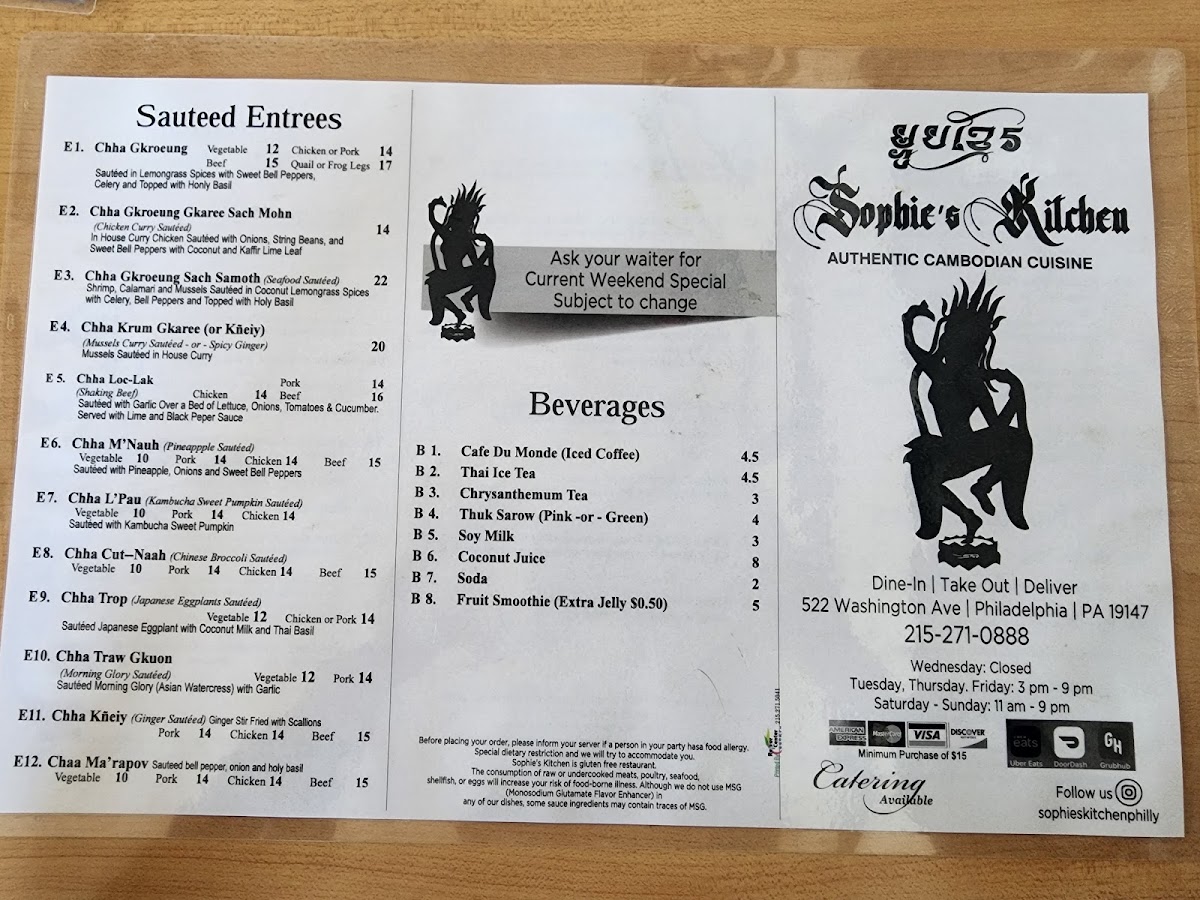 Sauteed Entrees
E1. Chha Gkroeung Vegetable 12 Chicken or Pork 14
Beef 15 Quail or Frog Legs 17
Sautéed in Lemongrass Spices with Sweet Bell Peppers,
Celery and Topped with Honly Basil
E2. Chha Gkroeung Gkaree Sach Mohn
(Chicken Curry Sautéed) 14
In House Curry Chicken Sautéed with Onions, String Beans, and
Sweet Bell Peppers with Coconut and Kaffir Lime Leaf
E3. Chha Gkroeung Sach Samoth (Seafood Sautéed) 22
Shrimp, Calamari and Mussels Sautéed in Coconut Lemongrass Spices
with Celery, Bell Peppers and Topped with Holy Basil
E4. Chha Krum Gkaree (or Kñeiy)
(Mussels Curry Sautéed - or - Spicy Ginger) 20
Mussels Sautéed in House Curry
E 5. Chha Loc-Lak Pork 14
(Shaking Beef) Chicken 14 Beef 16
Sautéed with Garlic Over a Bed of Lettuce, Onions, Tomatoes & Cucumber.
Served with Lime and Black Peper Sauce
E6. Chha M'Nauh (Pineappple Sautéed)
Vegetable 10 Pork 14 Chicken 14 Beef 15
Sautéed with Pineapple, Onions and Sweet Bell Peppers
E7. Chha L'Pau (Kambucha Sweet Pumpkin Sautéed)
Vegetable 10 Pork 14 Chicken 14
Sautéed with Kambucha Sweet Pumpkin
E8. Chha Cut–Naah (Chinese Broccoli Sautéed)
Vegetable 10 Pork 14 Chicken 14 Beef 15
E9. Chha Trop (Japanese Eggplants Sautéed)
Vegetable 12 Chicken or Pork 14
Sautéed Japanese Eggplant with Coconut Milk and Thai Basil
E10. Chha Traw Gkuon
(Morning Glory Sautéed) Vegetable 12 Pork 14
Sautéed Morning Glory (Asian Watercress) with Garlic
E11. Chha Kñeiy (Ginger Sautéed) Ginger Stir Fried with Scallions
Pork 14 Chicken 14 Beef 15
E12. Chaa Ma'rapov Sauteed bell pepper, onion and holy basil
Vegetable 10 Pork 14 Chicken 14 Beef 15
Ask your waiter for
Current Weekend Special
Subject to change
Beverages
B 1. Cafe Du Monde (Iced Coffee) 4.5
B 2. Thai Ice Tea 4.5
B 3. Chrysanthemum Tea 3
B 4. Thuk Sarow (Pink -or - Green) 4
B 5. Soy Milk 3
B 6. Coconut Juice 8
B 7. Soda 2
B 8. Fruit Smoothie (Extra Jelly $0.50) 5
Before placing your order, please inform your server if a person in your party hasa food allergy.
Special dietary restriction and we will try to accommodate you.
Sophie's Kitchen is gluten free restaurant.
The consumption of raw or undercooked meats, poultry, seafood,
shellfish, or eggs will increase your risk of food-borne illness. Although we do not use MSG
(Monosodium Glutamate Flavor Enhancer) in
any of our dishes, some sauce ingredients may contain traces of MSG.
ម្ហូបខ្មែរ
Sophie's Kitchen
AUTHENTIC CAMBODIAN CUISINE
Dine-In | Take Out | Deliver
522 Washington Ave | Philadelphia | PA 19147
215-271-0888
Wednesday: Closed
Tuesday, Thursday. Friday: 3 pm - 9 pm
Saturday - Sunday: 11 am - 9 pm
AMERICAN EXPRESS MasterCard VISA DISCOVER
Uber eats GH
Uber Eats DoorDash Grubhub
Minimum Purchase of $15
Catering
Available
Follow us
sophieskitchenphilly